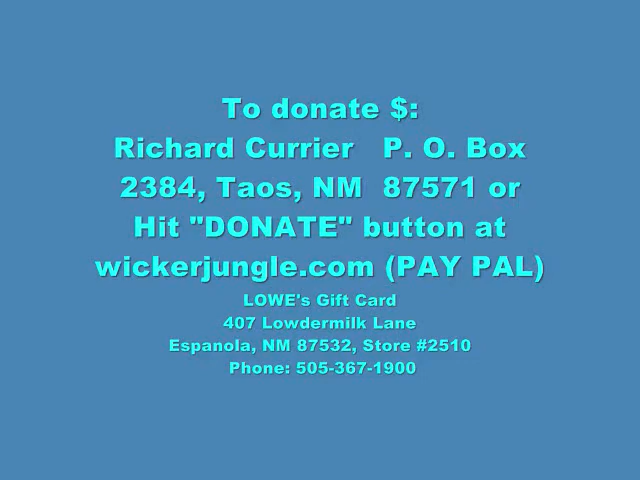 To donate $:
Richard Currier   P. O. Box
2384, Taos, NM  87571 or
Hit "DONATE" button at
wickerjungle.com (PAY PAL)
LOWE's Gift Card
407 Lowdermilk Lane
Espanola, NM 87532, Store #2510
Phone: 505-367-1900